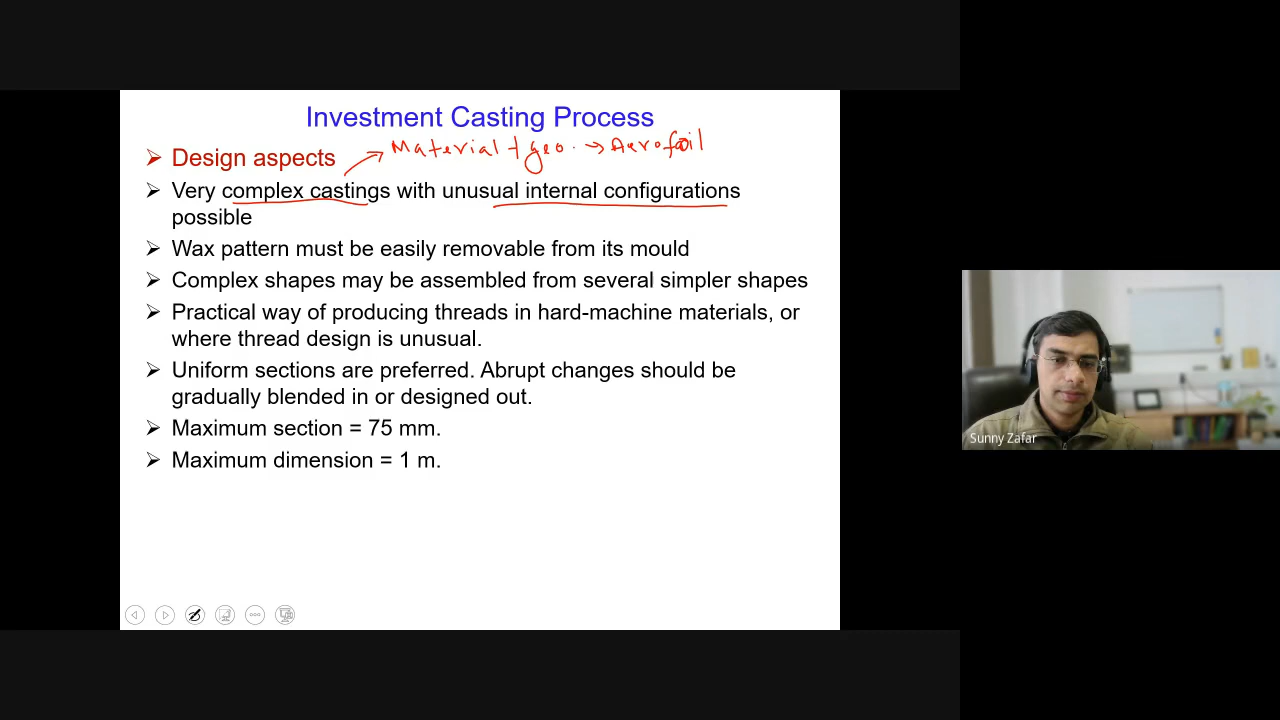 Investment Casting Process
Material + geo. → Aerofoil
Design aspects
Very complex castings with unusual internal configurations
possible
Wax pattern must be easily removable from its mould
Complex shapes may be assembled from several simpler shapes
Practical way of producing threads in hard-machine materials, or
where thread design is unusual.
Uniform sections are preferred. Abrupt changes should be
gradually blended in or designed out.
Maximum section = 75 mm.
Maximum dimension = 1 m.
Sunny Zafar